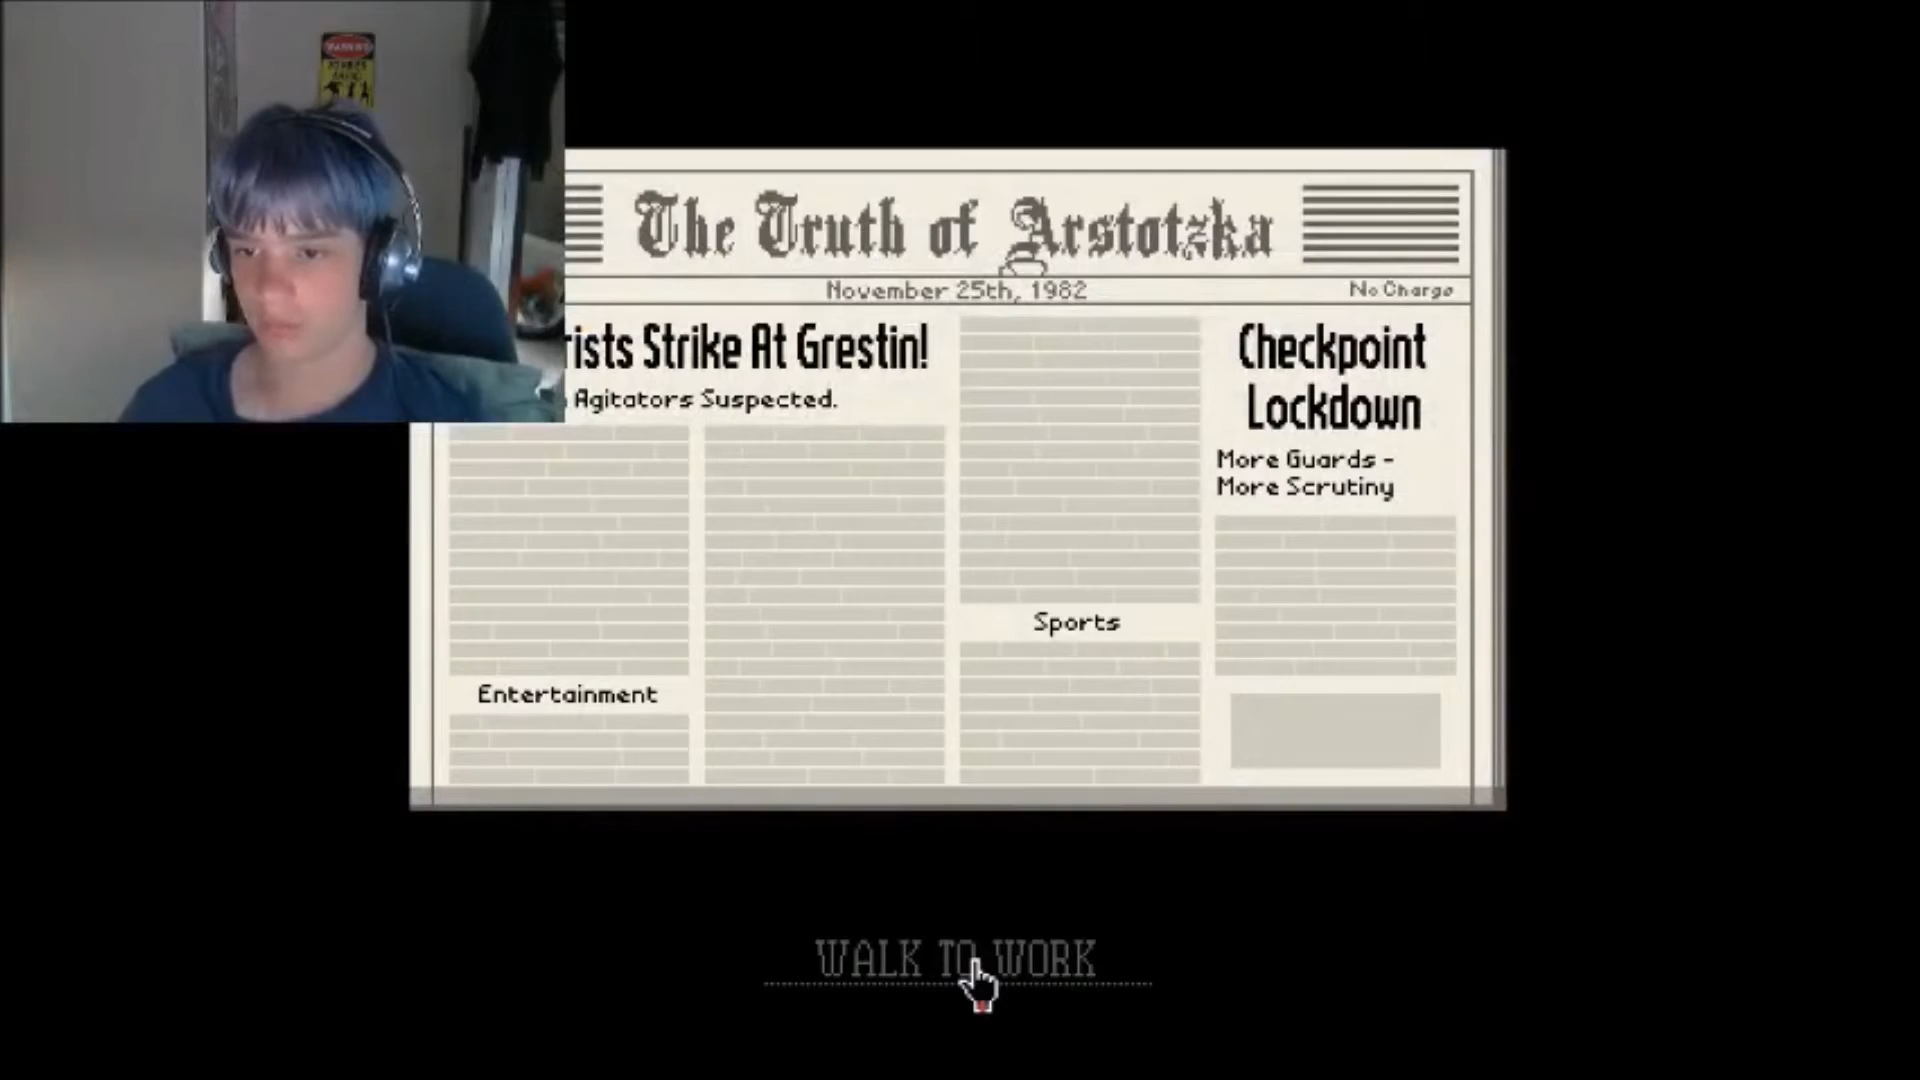 WARNING
The Truth of Arstotzka
November 25th, 1982
No Charge
rists Strike At Grestin!
Agitators Suspected.
Checkpoint
Lockdown
More Guards -
More Scrutiny
Sports
Entertainment
WALK TO WORK